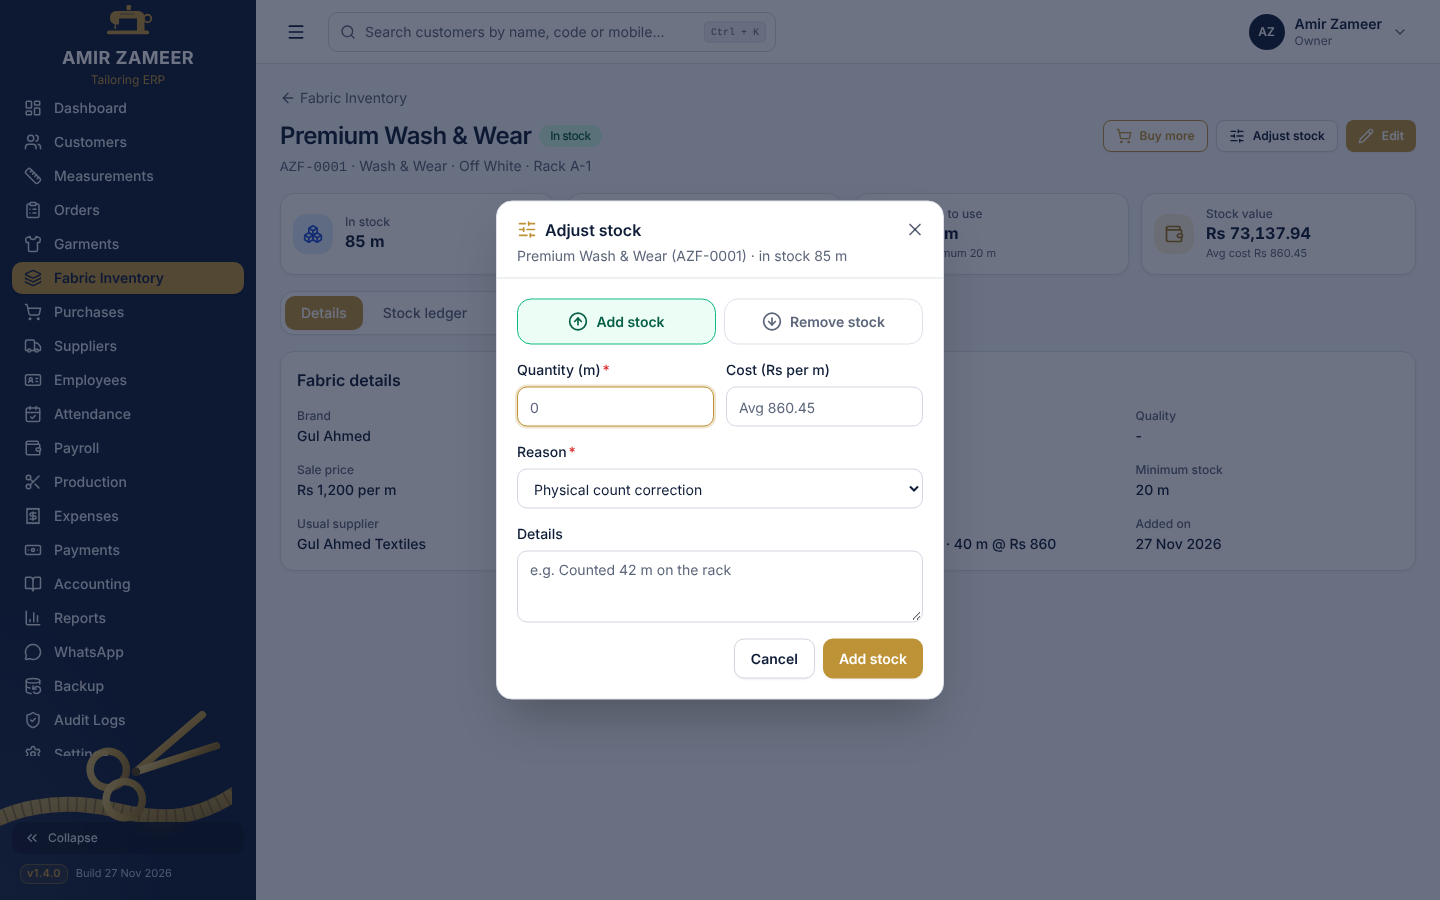 AMIR ZAMEER
Tailoring ERP
Dashboard
Customers
Measurements
Orders
Garments
Fabric Inventory
Purchases
Suppliers
Employees
Attendance
Payroll
Production
Expenses
Payments
Accounting
Reports
WhatsApp
Backup
Audit Logs
Settings
Collapse
v1.4.0 Build 27 Nov 2026
Search customers by name, code or mobile... Ctrl + K
AZ Amir Zameer
Owner
Fabric Inventory
Premium Wash & Wear In stock
Buy more Adjust stock Edit
AZF-0001 · Wash & Wear · Off White · Rack A-1
In stock
85 m
to use
m
mum 20 m
Stock value
Rs 73,137.94
Avg cost Rs 860.45
Details Stock ledger
Fabric details
Brand
Gul Ahmed
Quality
-
Sale price
Rs 1,200 per m
Minimum stock
20 m
Usual supplier
Gul Ahmed Textiles
· 40 m @ Rs 860
Added on
27 Nov 2026
Adjust stock
Premium Wash & Wear (AZF-0001) · in stock 85 m
Add stock Remove stock
Quantity (m) * Cost (Rs per m)
0 Avg 860.45
Reason *
Physical count correction
Details
e.g. Counted 42 m on the rack
Cancel Add stock